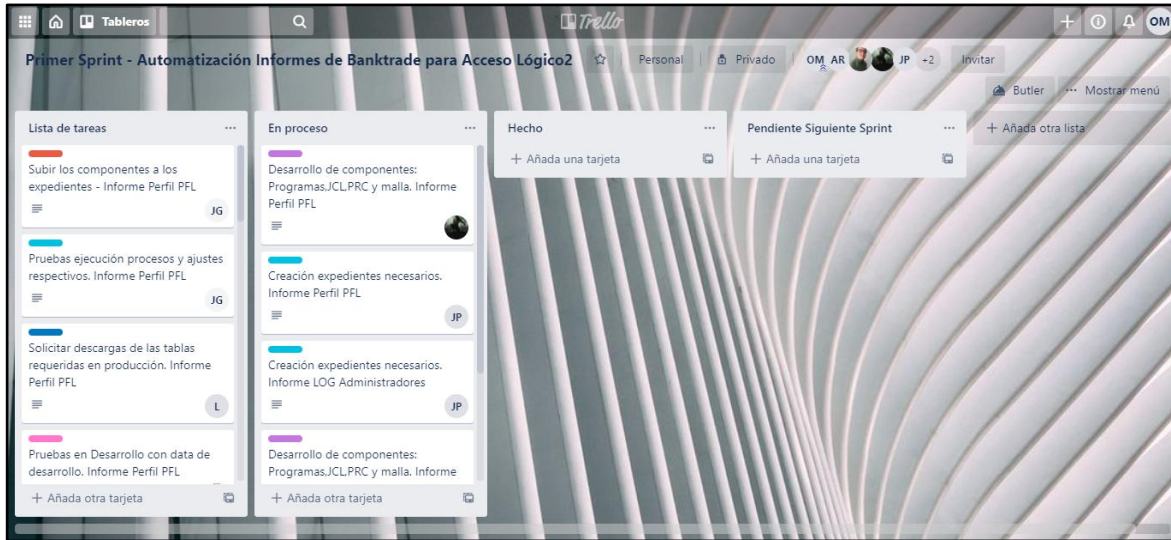 Tableros
Trello
OM
Primer Sprint - Automatización Informes de Banktrade para Acceso Lógico2
Personal
Privado
OM AR JP +2
Invitar
Butler
Mostrar menú
Lista de tareas
Subir los componentes a los
expedientes - Informe Perfil PFL
JG
Pruebas ejecución procesos y ajustes
respectivos. Informe Perfil PFL
JG
Solicitar descargas de las tablas
requeridas en producción. Informe
Perfil PFL
L
Pruebas en Desarrollo con data de
desarrollo. Informe Perfil PFL
+ Añada otra tarjeta
En proceso
Desarrollo de componentes:
Programas,JCL,PRC y malla. Informe
Perfil PFL
Creación expedientes necesarios.
Informe Perfil PFL
JP
Creación expedientes necesarios.
Informe LOG Administradores
JP
Desarrollo de componentes:
Programas,JCL,PRC y malla. Informe
+ Añada otra tarjeta
Hecho
+ Añada una tarjeta
Pendiente Siguiente Sprint
+ Añada una tarjeta
+ Añada otra lista